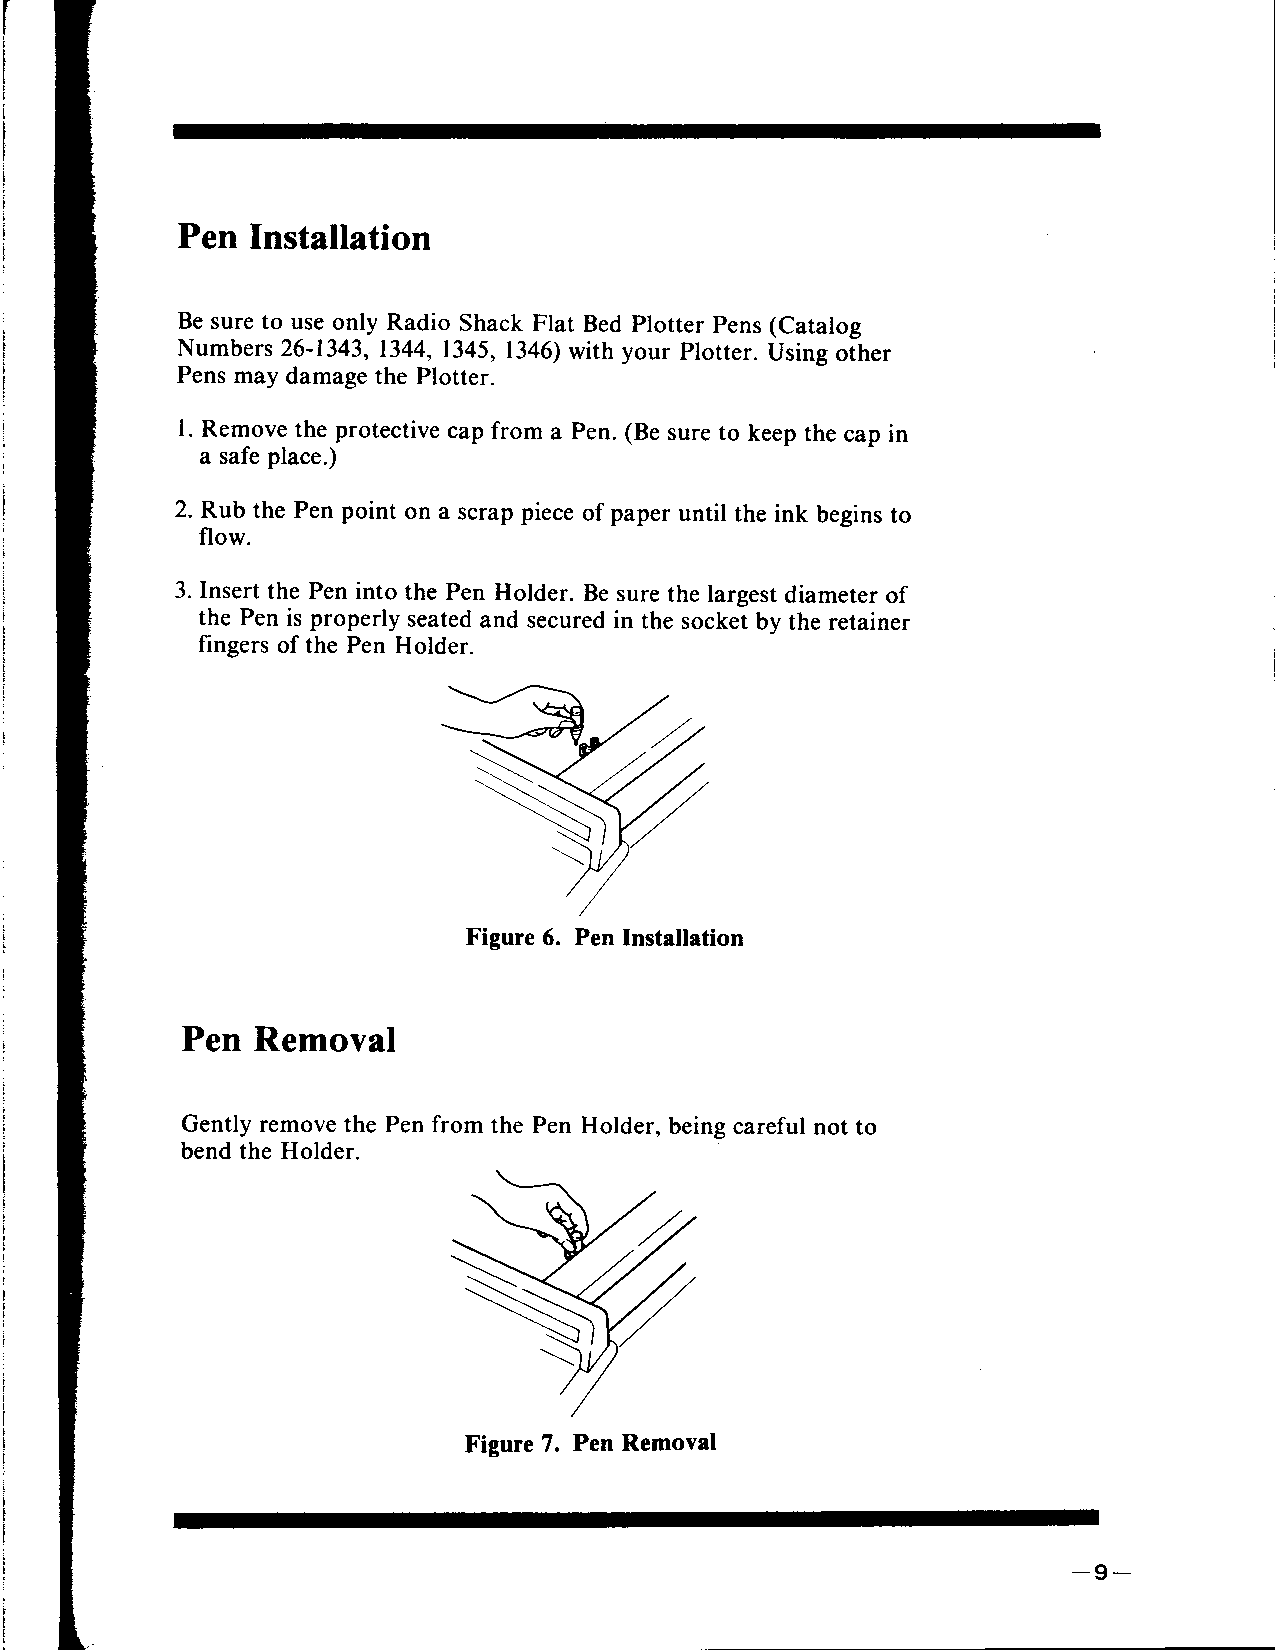 Pen Installation
Be sure to use only Radio Shack Flat Bed Plotter Pens (Catalog
Numbers 26-1343, 1344, 1345, 1346) with your Plotter. Using other
Pens may damage the Plotter.
1. Remove the protective cap from a Pen. (Be sure to keep the cap in
a safe place.)
2. Rub the Pen point on a scrap piece of paper until the ink begins to
flow.
3. Insert the Pen into the Pen Holder. Be sure the largest diameter of
the Pen is properly seated and secured in the socket by the retainer
fingers of the Pen Holder.
Figure 6. Pen Installation
Pen Removal
Gently remove the Pen from the Pen Holder, being careful not to
bend the Holder.
Figure 7. Pen Removal
—9—